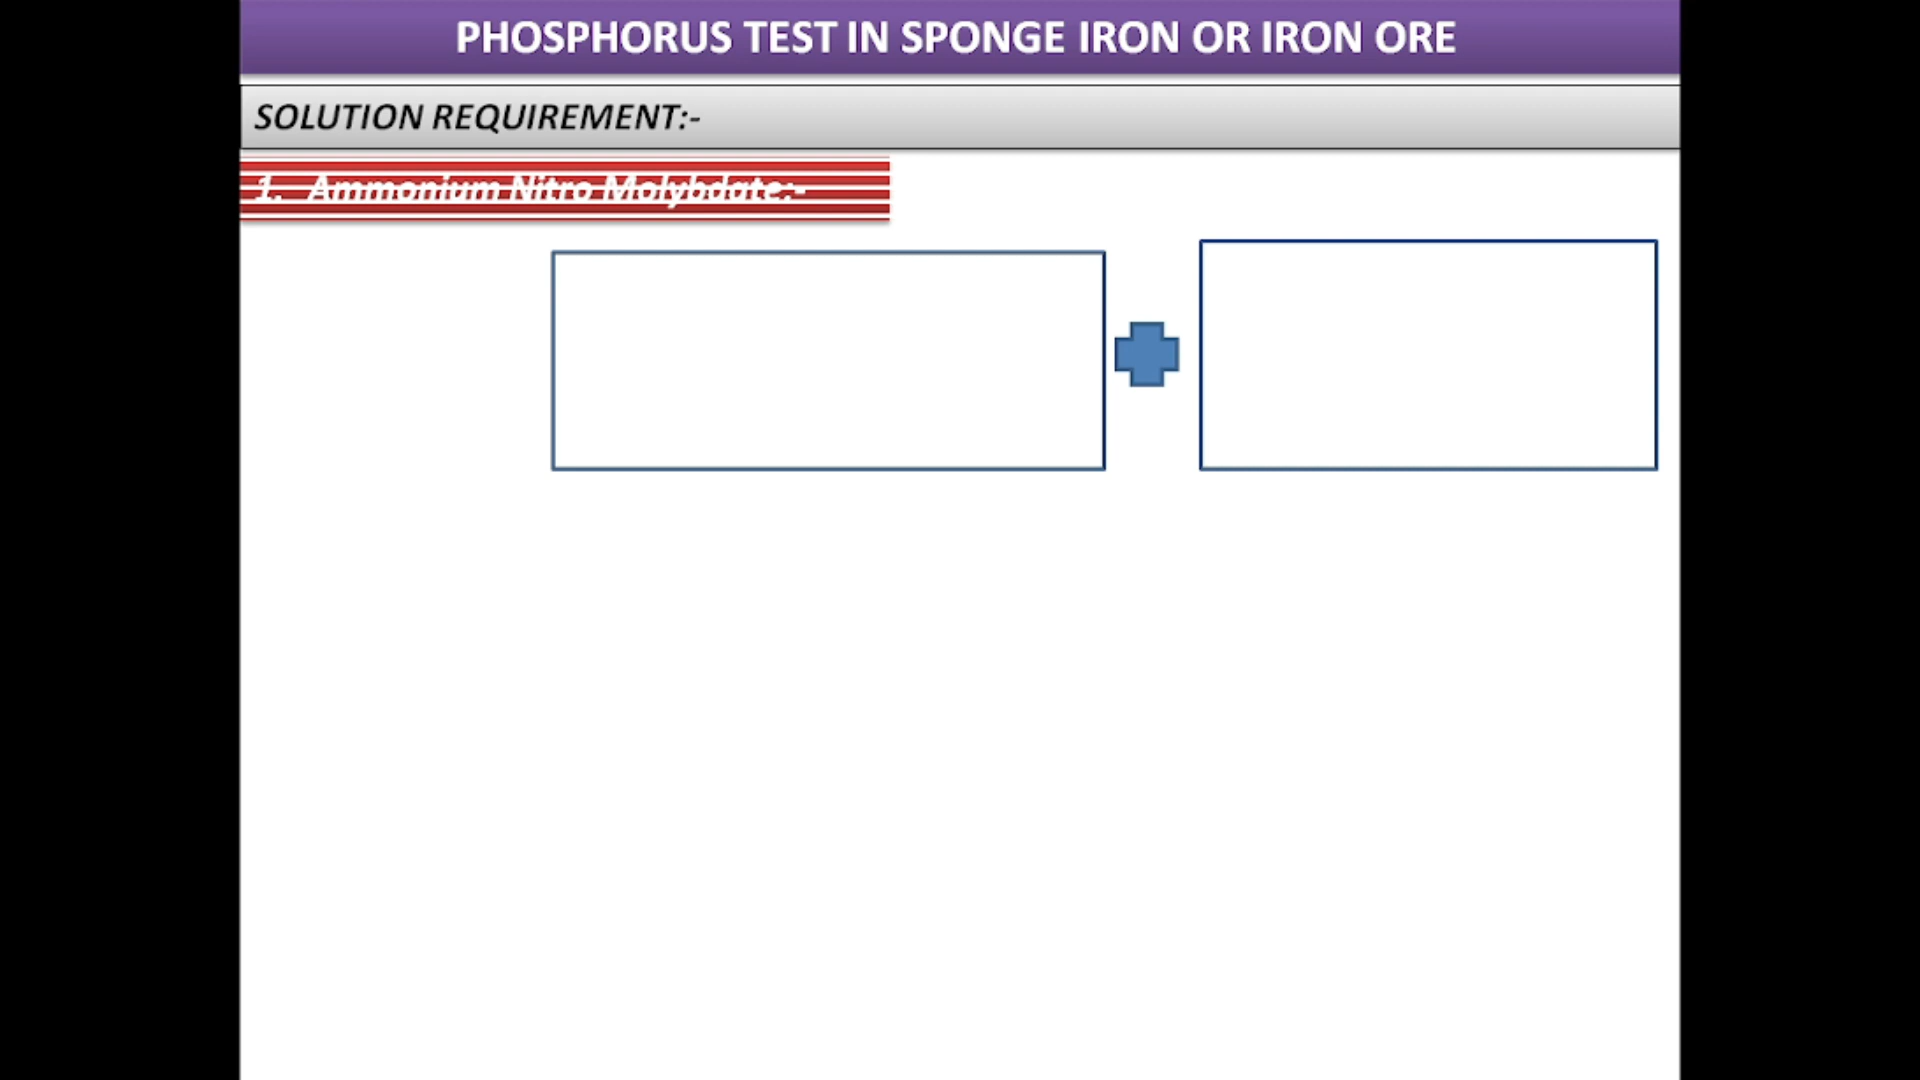 PHOSPHORUS TEST IN SPONGE IRON OR IRON ORE
SOLUTION REQUIREMENT:-
1. Ammonium Nitro Molybdate:-